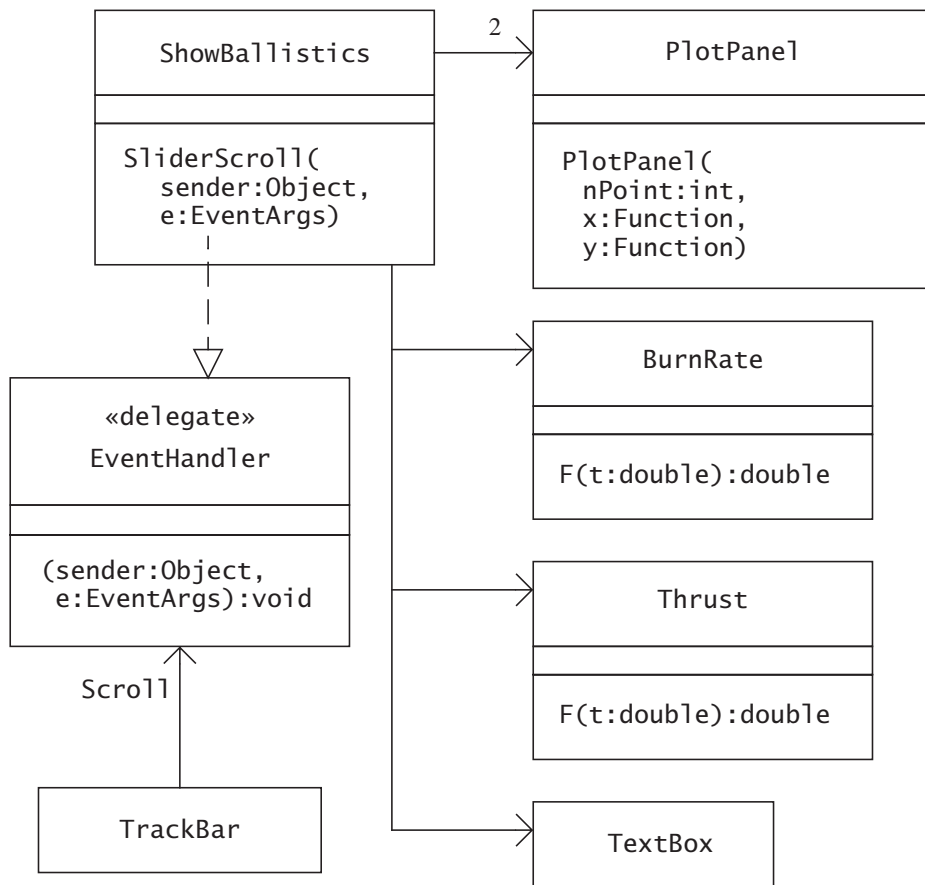 ShowBallistics
SliderScroll(
sender:Object,
e:EventArgs)
2
PlotPanel
PlotPanel(
nPoint:int,
x:Function,
y:Function)
BurnRate
F(t:double):double
«delegate»
EventHandler
(sender:Object,
e:EventArgs):void
Scroll
TrackBar
Thrust
F(t:double):double
TextBox